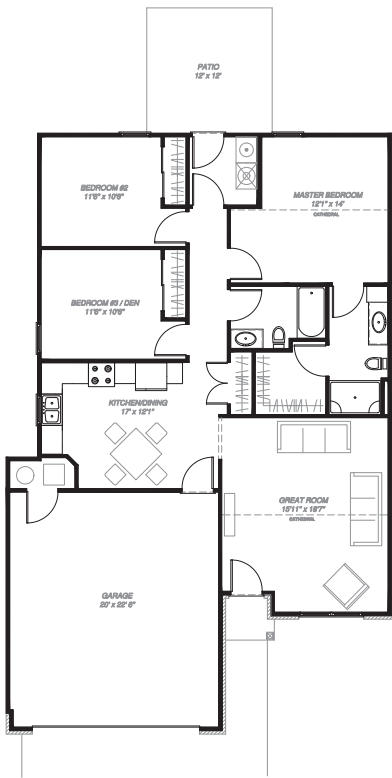 PATIO
12' x 12'
BEDROOM #2
11'6" x 10'6"
MASTER BEDROOM
12'1" x 14'
CATHEDRAL
BEDROOM #3 / DEN
11'6" x 10'6"
KITCHEN/DINING
17' x 12'1"
GREAT ROOM
15'11" x 18'7"
CATHEDRAL
GARAGE
20' x 22' 6"